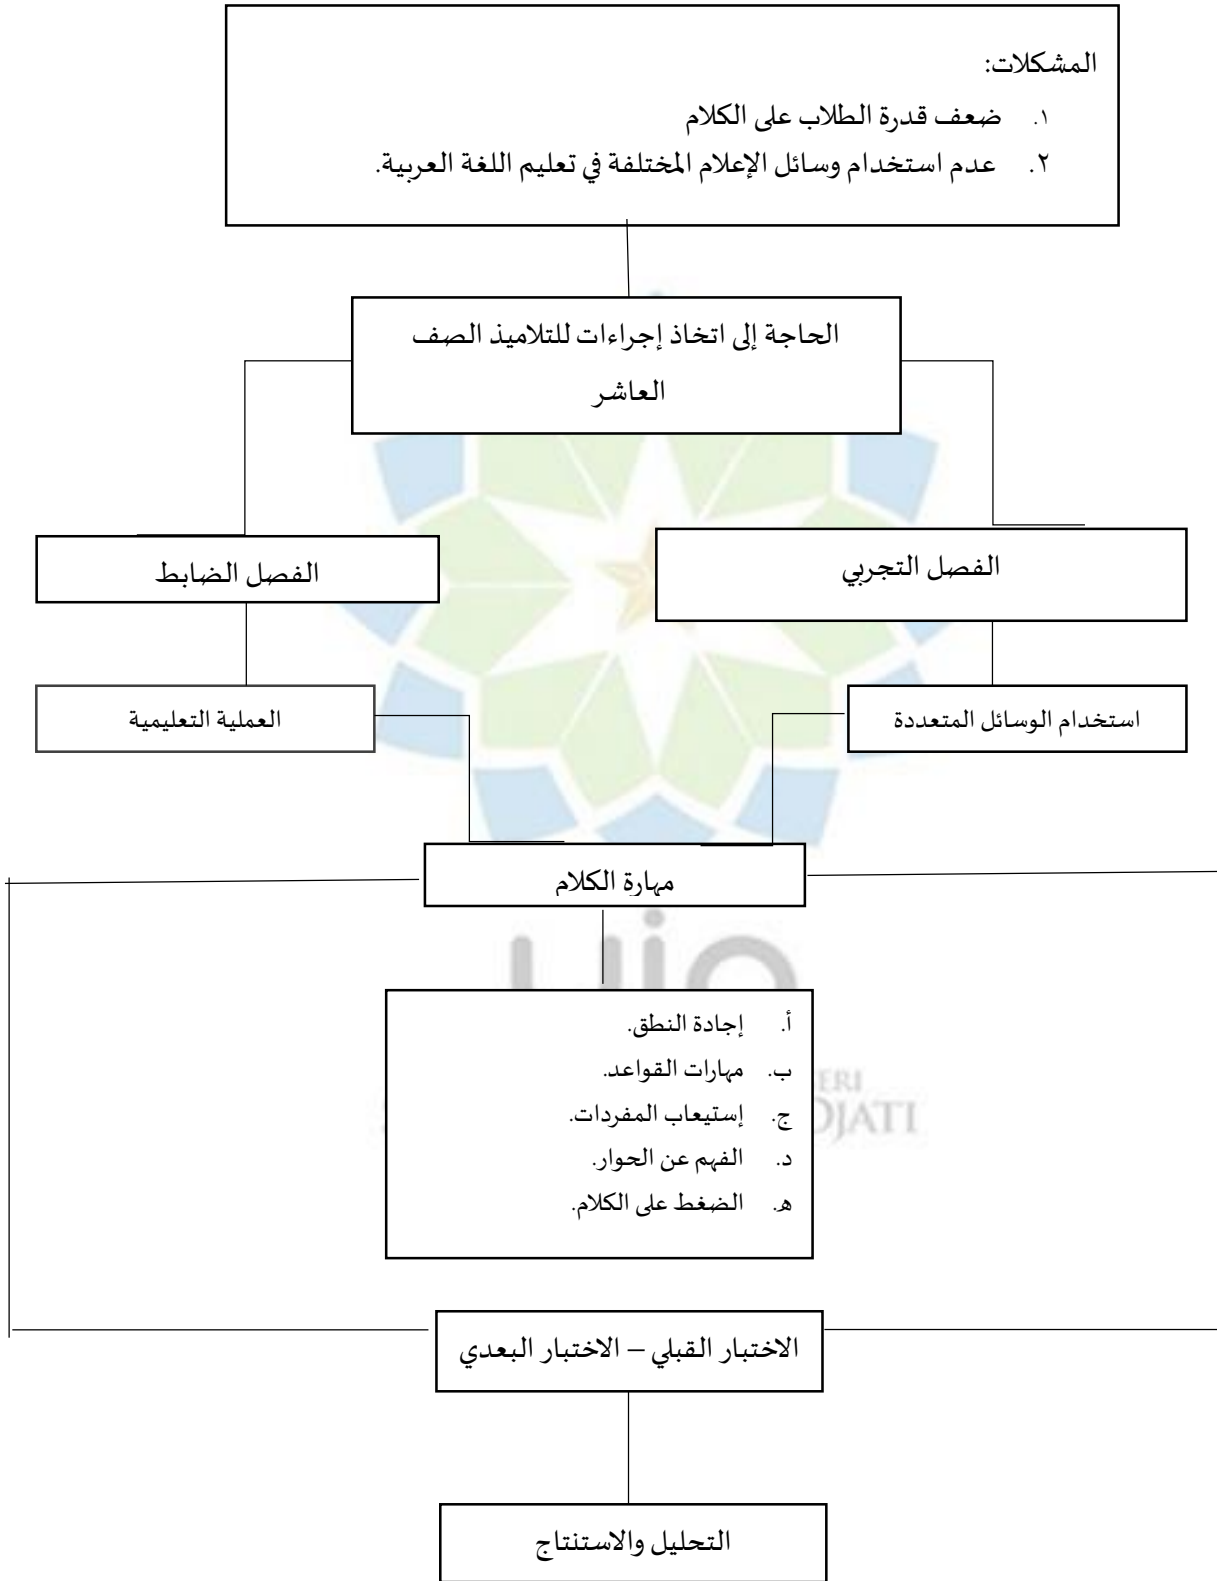 المشكلات:
١. ضعف قدرة الطلاب على الكلام
٢. عدم استخدام وسائل الإعلام المختلفة في تعليم اللغة العربية.
الحاجة إلى اتخاذ إجراءات للتلاميذ الصف
العاشر
الفصل التجربي
الفصل الضابط
استخدام الوسائل المتعددة
العملية التعليمية
مهارة الكلام
uin
أ. إجادة النطق.
ب. مهارات القواعد.
ج. إستيعاب المفردات.
د. الفهم عن الحوار.
ه. الضغط على الكلام.
الاختبار القبلي – الاختبار البعدي
التحليل والاستنتاج